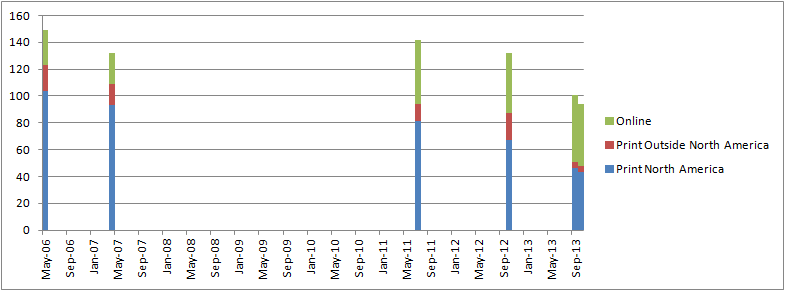 160
140
120
100
80
60
40
20
0
May-06
Sep-06
Jan-07
May-07
Sep-07
Jan-08
May-08
Sep-08
Jan-09
May-09
Sep-09
Jan-10
May-10
Sep-10
Jan-11
May-11
Sep-11
Jan-12
May-12
Sep-12
Jan-13
May-13
Sep-13
Online
Print Outside North America
Print North America